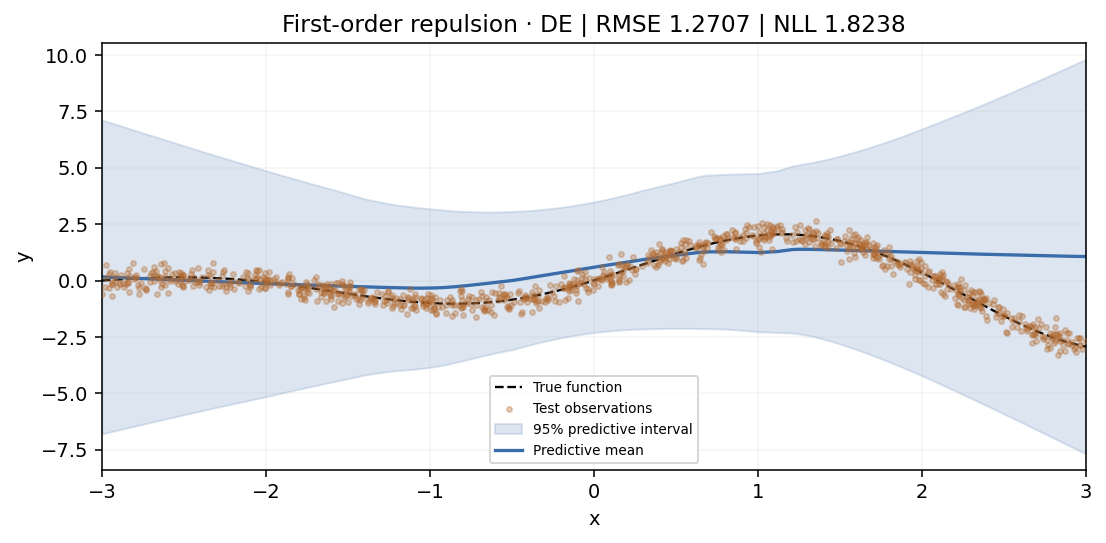 First-order repulsion · DE | RMSE 1.2707 | NLL 1.8238
10.0
7.5
5.0
2.5
0.0
−2.5
−5.0
−7.5
y
True function
Test observations
95% predictive interval
Predictive mean
−3 −2 −1 0 1 2 3
x